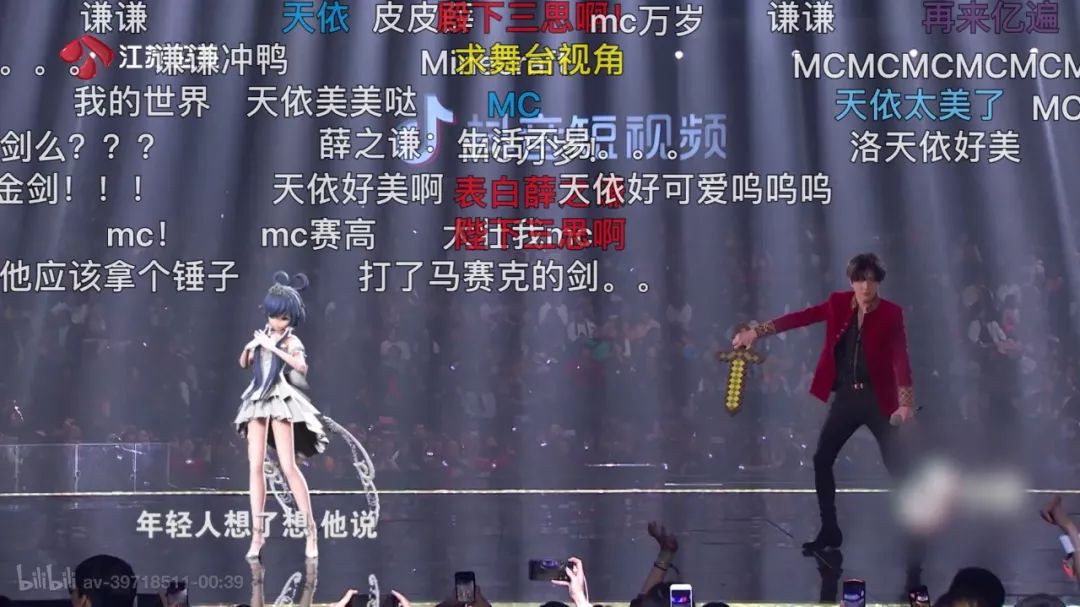 谦谦 天依 皮皮薛 殿下三思啊! mc万岁 谦谦 再来亿遍
。。。 江苏 谦谦冲鸭 求舞台视角 MCMCMCMCMCM
我的世界 天依美美哒 MC 天依太美了 MC
剑么??? 薛之谦:生活不易。。。。 短视频 洛天依好美
金剑!!! 天依好美啊 表白薛之谦 天依好可爱呜呜呜
mc! mc赛高 陛下三思啊
他应该拿个锤子 打了马赛克的剑。。
年轻人想了想 他说
bilibili av-39718511-00:39